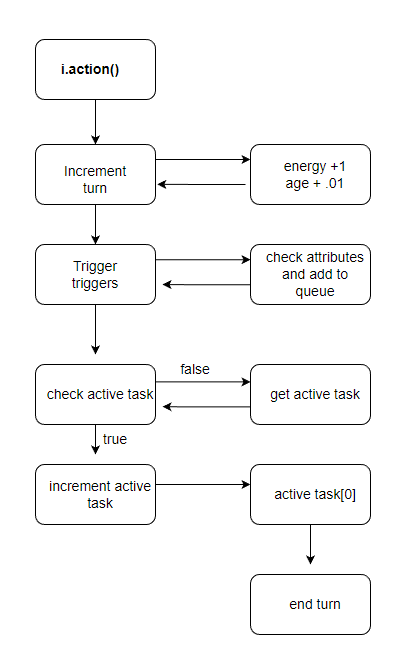 i.action()
Increment
turn
energy +1
age + .01
Trigger
triggers
check attributes
and add to
queue
false
check active task
get active task
true
increment active
task
active task[0]
end turn